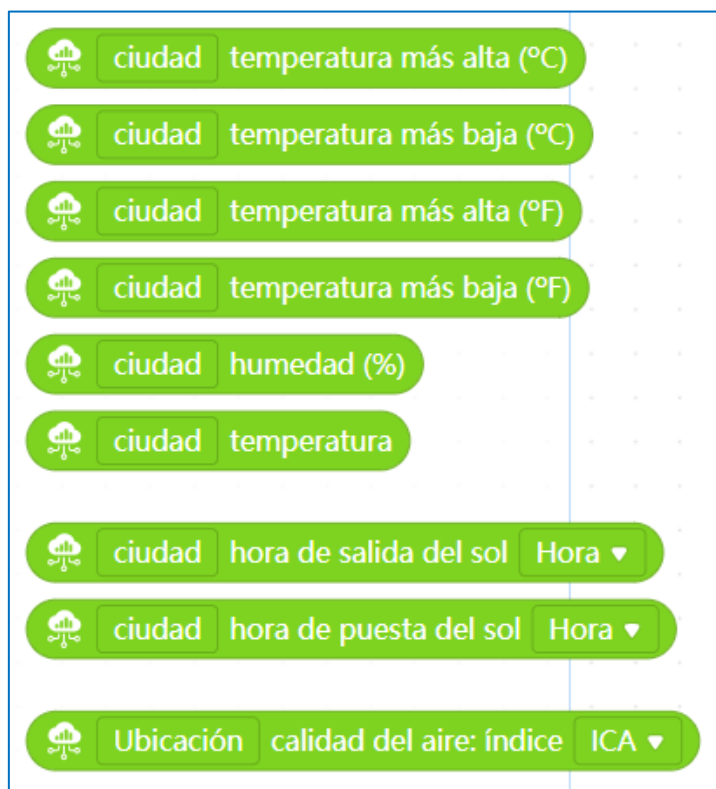 ciudad temperatura más alta (ºC)
ciudad temperatura más baja (ºC)
ciudad temperatura más alta (ºF)
ciudad temperatura más baja (ºF)
ciudad humedad (%)
ciudad temperatura
ciudad hora de salida del sol Hora
ciudad hora de puesta del sol Hora
Ubicación calidad del aire: índice ICA